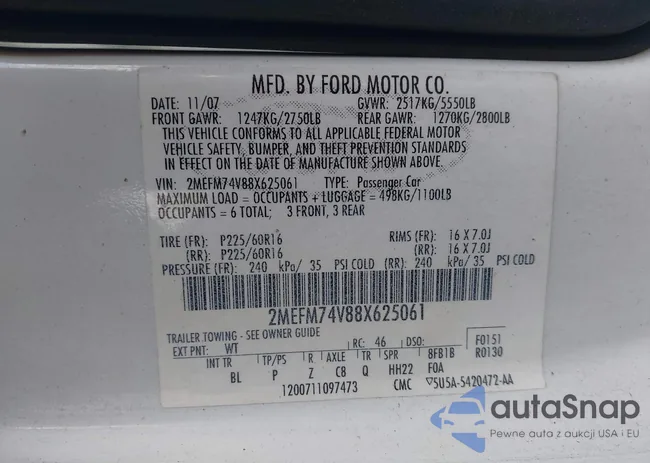 MFD. BY FORD MOTOR CO.
DATE: 11/07 GVWR: 2517KG/5550LB
FRONT GAWR: 1247KG/2750LB REAR GAWR: 1270KG/2800LB
THIS VEHICLE CONFORMS TO ALL APPLICABLE FEDERAL MOTOR
VEHICLE SAFETY, BUMPER, AND THEFT PREVENTION STANDARDS
IN EFFECT ON THE DATE OF MANUFACTURE SHOWN ABOVE.
VIN: 2MEFM74V88X625061 TYPE: Passenger Car
MAXIMUM LOAD = OCCUPANTS + LUGGAGE = 498KG/1100LB
OCCUPANTS = 6 TOTAL; 3 FRONT, 3 REAR
TIRE (FR): P225/60R16 RIMS (FR): 16 X 7.0J
(RR): P225/60R16 (RR): 16 X 7.0J
PRESSURE (FR): 240 kPa/ 35 PSI COLD (RR): 240 kPa/ 35 PSI COLD
2MEFM74V88X625061
TRAILER TOWING - SEE OWNER GUIDE
EXT PNT: WT RC: 46 DSO: F0151
INT TR TP/PS R AXLE TR SPR 8FB1B R0130
BL P Z C8 Q HH22 F0A
1200711097473 CMC ▽5U5A-5420472-AA
autoSnap
Pewne auto z aukcji USA i EU